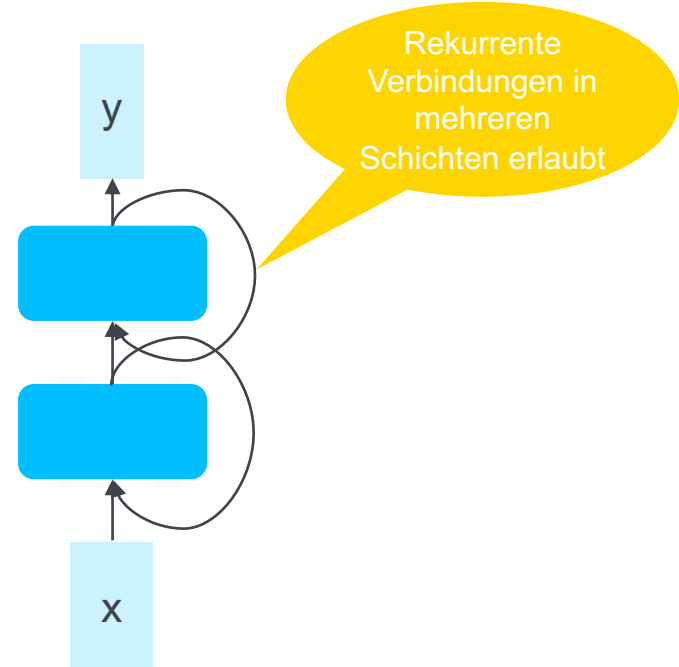 Rekurrente
Verbindungen in
mehreren
Schichten erlaubt
y
x